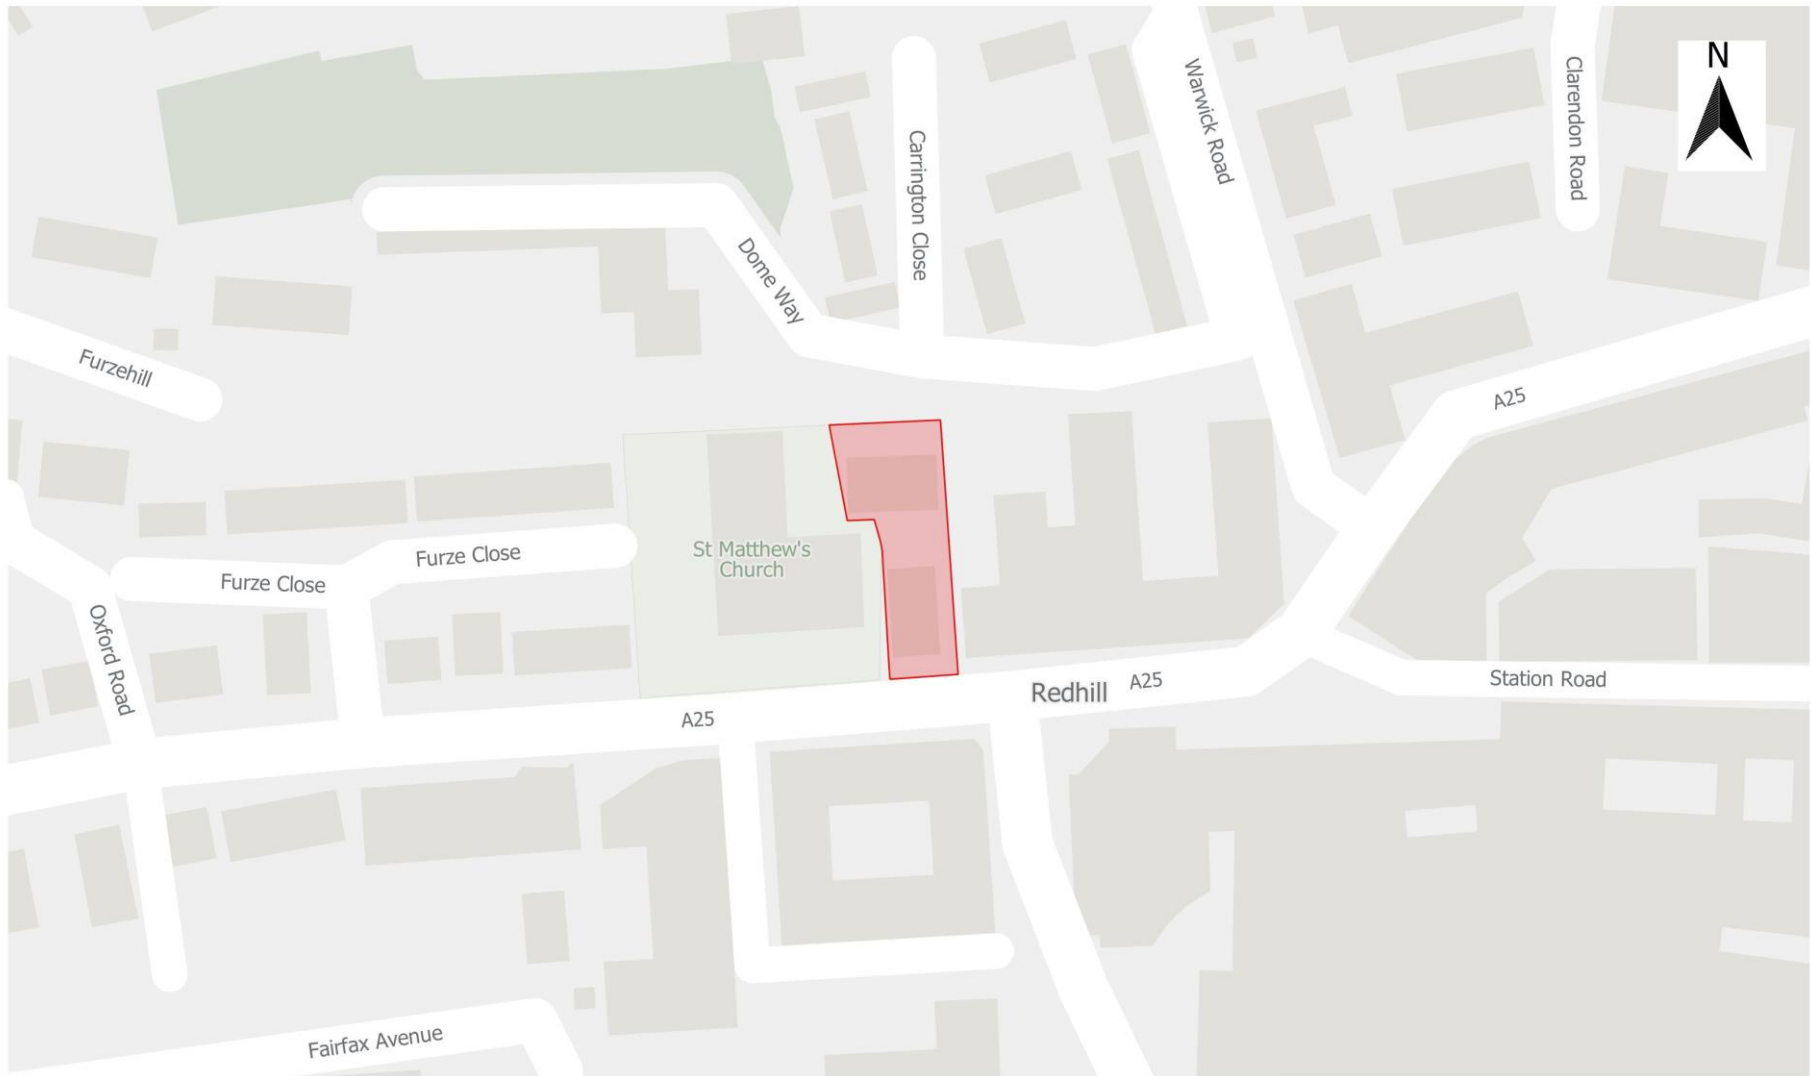 N
Clarendon Road
Warwick Road
Carrington Close
Dome Way
Furzehill
A25
St Matthew's
Church
Furze Close
Furze Close
Oxford Road
Redhill
A25
Station Road
A25
Fairfax Avenue